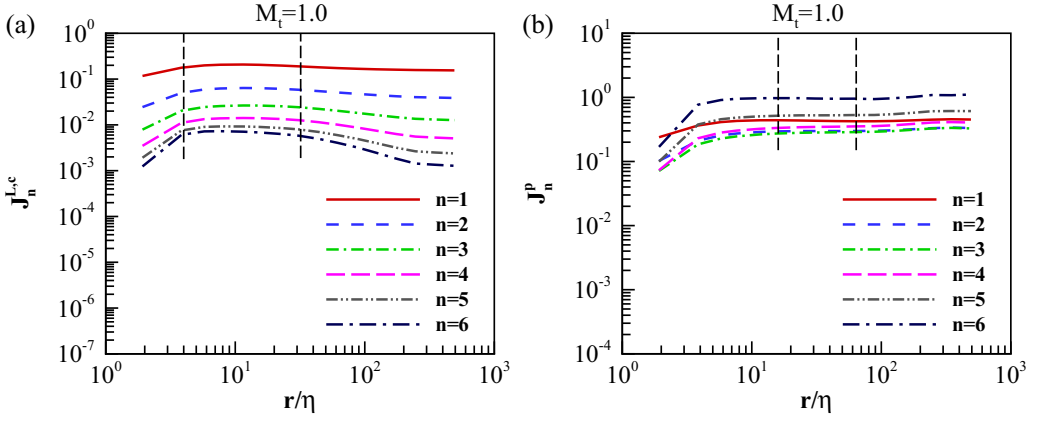 (a)
M_t=1.0
10^0
10^-1
10^-2
10^-3
10^-4
10^-5
10^-6
10^-7
J_n^{L,c}
n=1
n=2
n=3
n=4
n=5
n=6
10^0
10^1
10^2
10^3
r/η
(b)
M_t=1.0
10^1
10^0
10^-1
10^-2
10^-3
10^-4
J_n^p
n=1
n=2
n=3
n=4
n=5
n=6
10^0
10^1
10^2
10^3
r/η